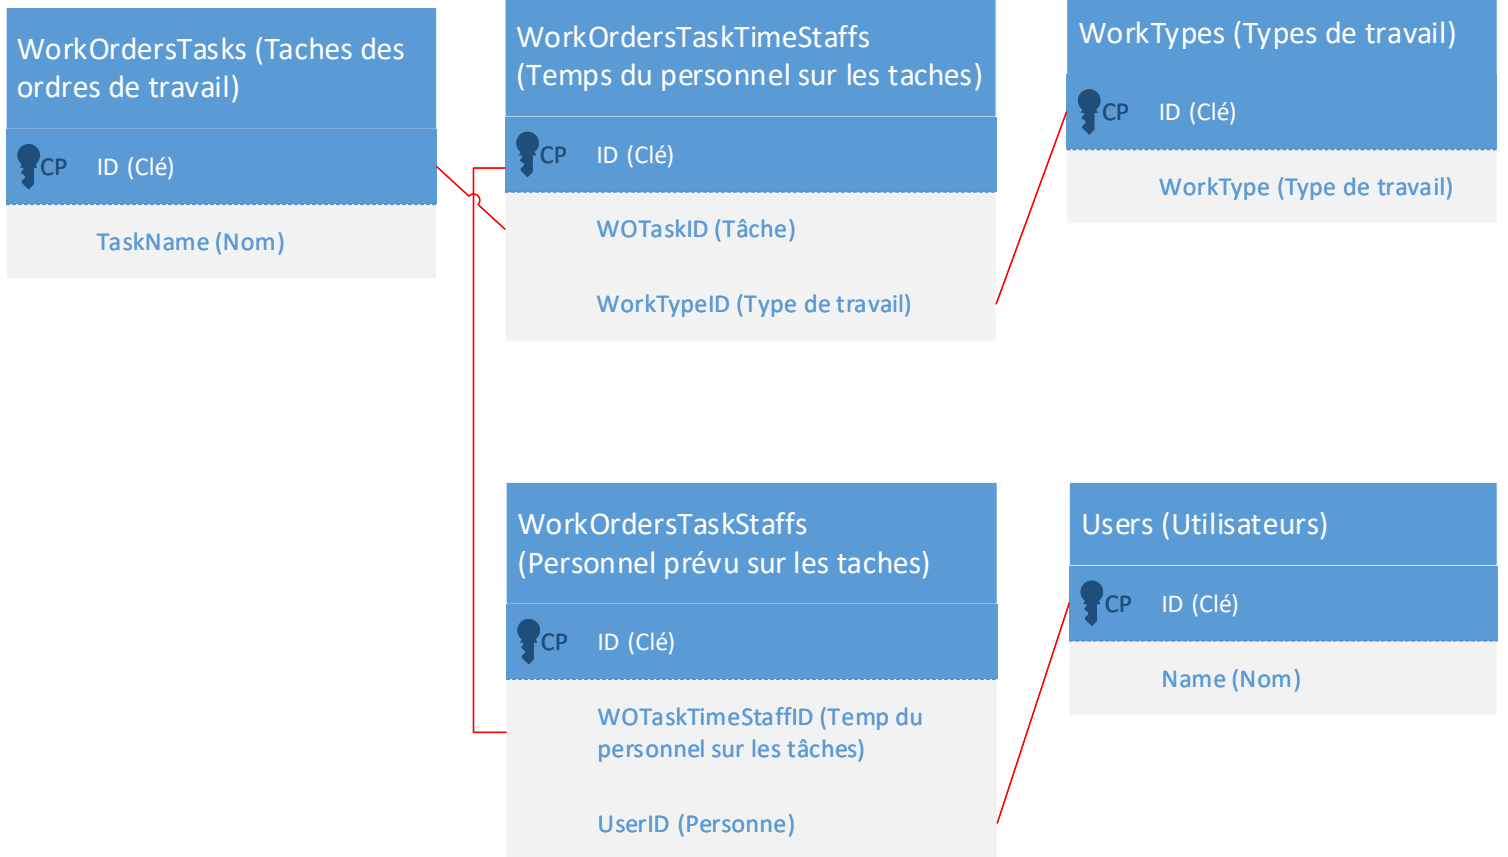 WorkOrdersTasks (Taches des
ordres de travail)
CP ID (Clé)
TaskName (Nom)
WorkOrdersTaskTimeStaffs
(Temps du personnel sur les taches)
CP ID (Clé)
WOTaskID (Tâche)
WorkTypeID (Type de travail)
WorkTypes (Types de travail)
CP ID (Clé)
WorkType (Type de travail)
WorkOrdersTaskStaffs
(Personnel prévu sur les taches)
CP ID (Clé)
WOTaskTimeStaffID (Temp du
personnel sur les tâches)
UserID (Personne)
Users (Utilisateurs)
CP ID (Clé)
Name (Nom)